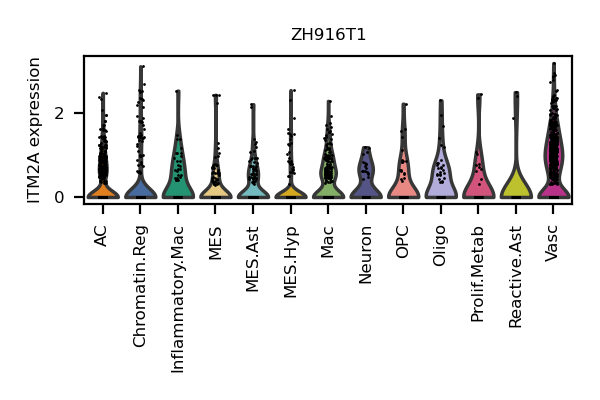 ZH916T1
ITM2A expression
2
0
AC
Chromatin.Reg
Inflammatory.Mac
MES
MES.Ast
MES.Hyp
Mac
Neuron
OPC
Oligo
Prolif.Metab
Reactive.Ast
Vasc